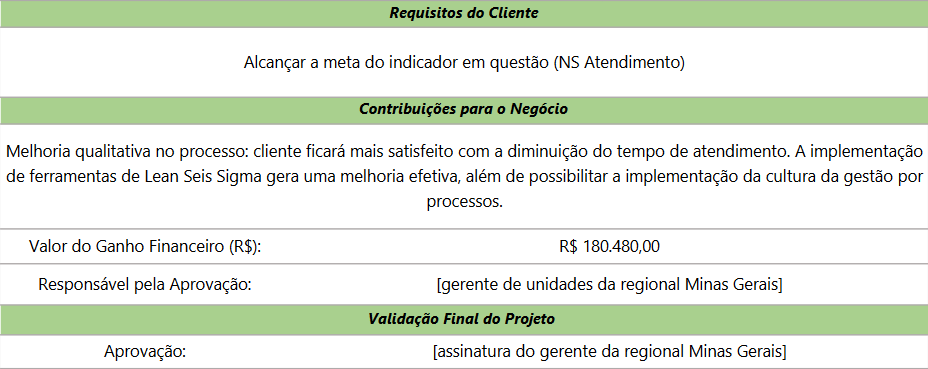 Requisitos do Cliente
Alcançar a meta do indicador em questão (NS Atendimento)
Contribuições para o Negócio
Melhoria qualitativa no processo: cliente ficará mais satisfeito com a diminuição do tempo de atendimento. A implementação
de ferramentas de Lean Seis Sigma gera uma melhoria efetiva, além de possibilitar a implementação da cultura da gestão por
processos.
Valor do Ganho Financeiro (R$): R$ 180.480,00
Responsável pela Aprovação: [gerente de unidades da regional Minas Gerais]
Validação Final do Projeto
Aprovação: [assinatura do gerente da regional Minas Gerais]